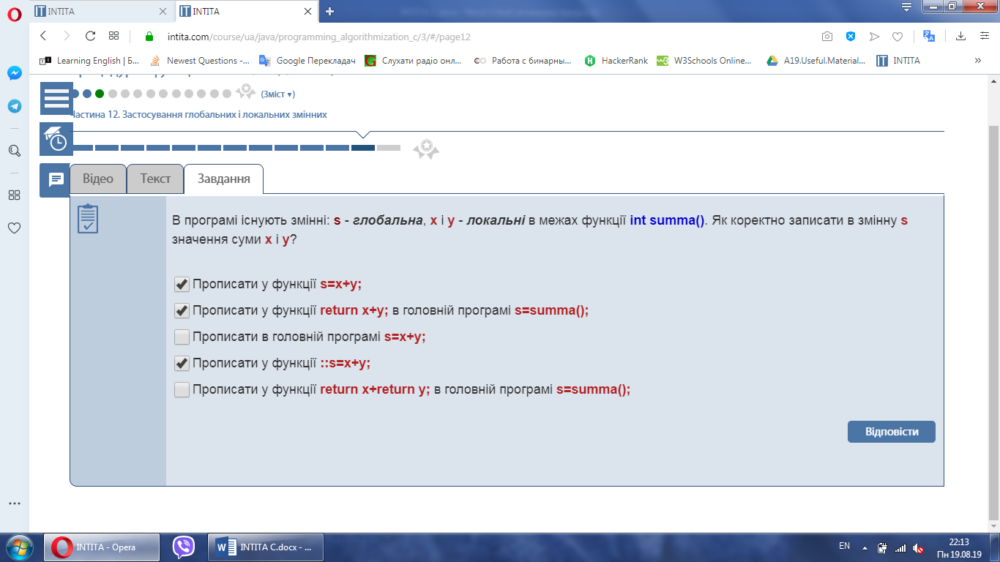 INTITA
INTITA
intita.com/course/ua/java/programming_algorithmization_c/3/#/page12
Learning English | Б...
Newest Questions -...
Google Перекладач
Слухати радіо онл...
Работа с бинарны...
HackerRank
W3Schools Online...
A19.Useful.Material...
INTITA
»
(Зміст ▾)
Частина 12. Застосування глобальних і локальних змінних
Відео
Текст
Завдання
В програмі існують змінні: s - глобальна, x і y - локальні в межах функції int summa(). Як коректно записати в змінну s
значення суми x і y?
Прописати у функції s=x+y;
Прописати у функції return x+y; в головній програмі s=summa();
Прописати в головній програмі s=x+y;
Прописати у функції ::s=x+y;
Прописати у функції return x+return y; в головній програмі s=summa();
Відповісти
INTITA - Opera
INTITA C.docx - ...
EN
22:13
Пн 19.08.19